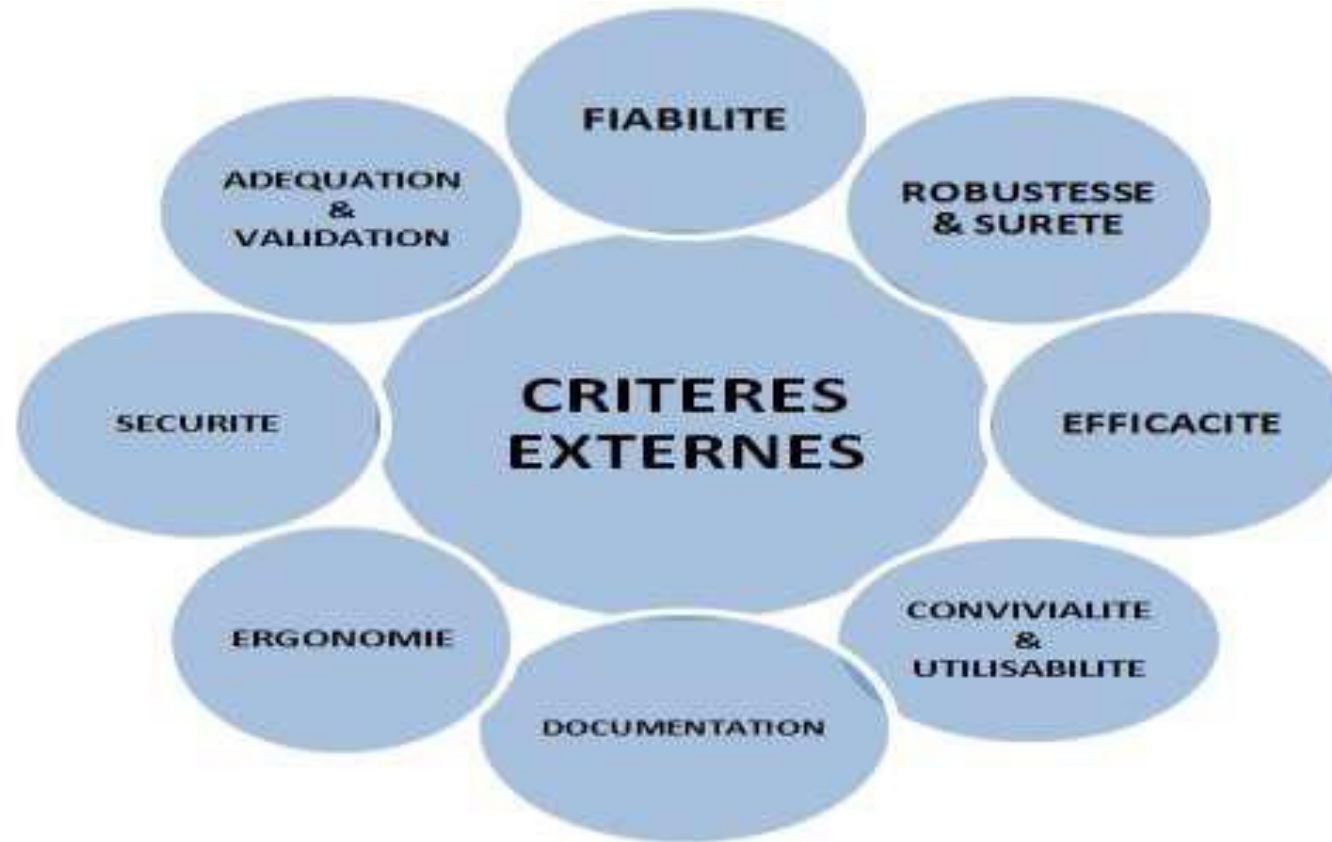 FIABILITE
ADEQUATION
&
VALIDATION
ROBUSTESSE
& SURETE
CRITERES
EXTERNES
SECURITE
EFFICACITE
ERGONOMIE
CONVIVIALITE
&
UTILISABILITE
DOCUMENTATION